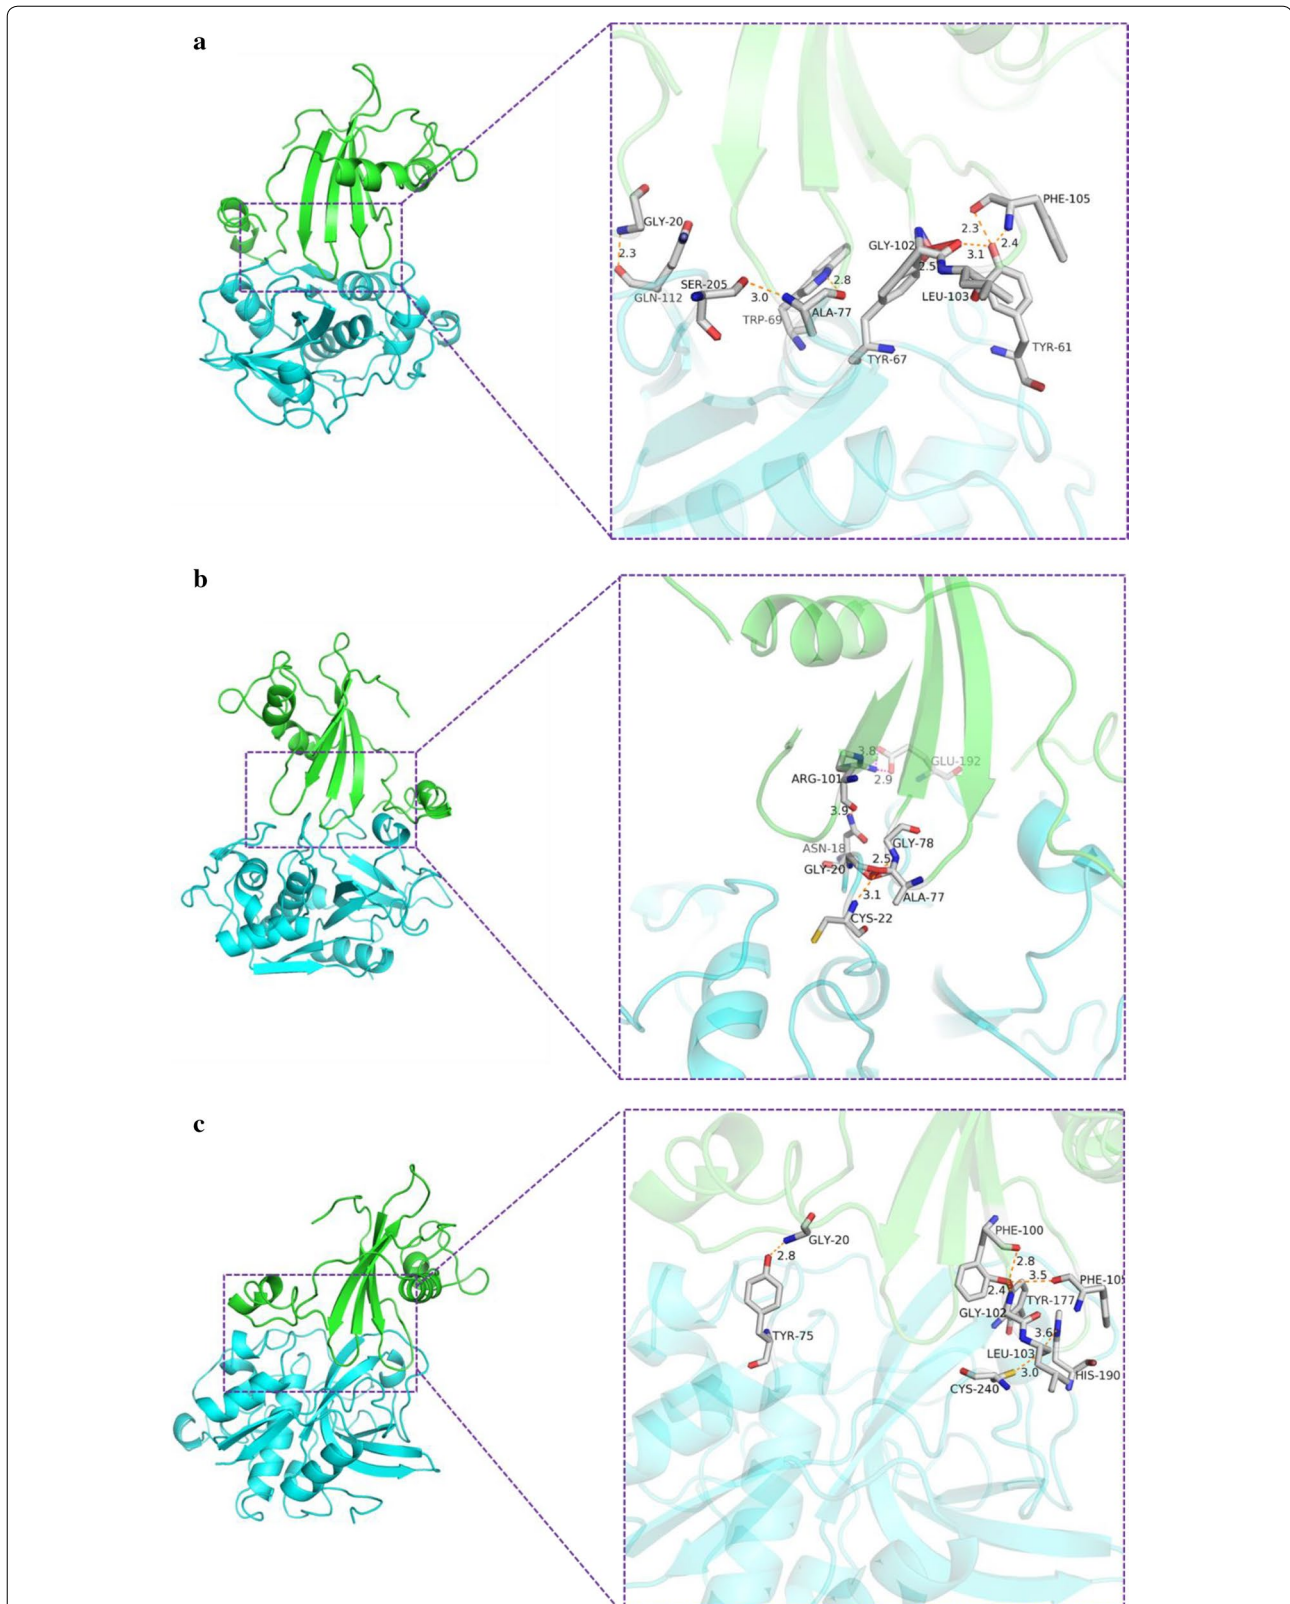 a
PHE-105
GLY-20
2.3
2.4
GLY-102
3.1
2.3
2.5
SER-205
2.8
GLN-112
3.0
LEU-103
TRP-69
ALA-77
TYR-67
TYR-61
b
3.8
GLU-192
ARG-101
2.9
3.9
GLY-78
ASN-18
2.5
GLY-20
3.1
ALA-77
CYS-22
c
PHE-100
GLY-20
2.8
2.8
3.5
PHE-10
2.4
TYR-177
GLY-102
3.6
TYR-75
LEU-103
3.0
HIS-190
CYS-240